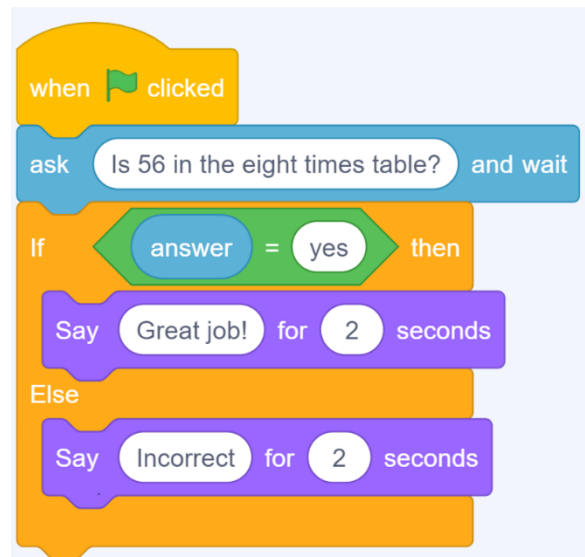 when clicked
ask Is 56 in the eight times table? and wait
If answer = yes then
Say Great job! for 2 seconds
Else
Say Incorrect for 2 seconds